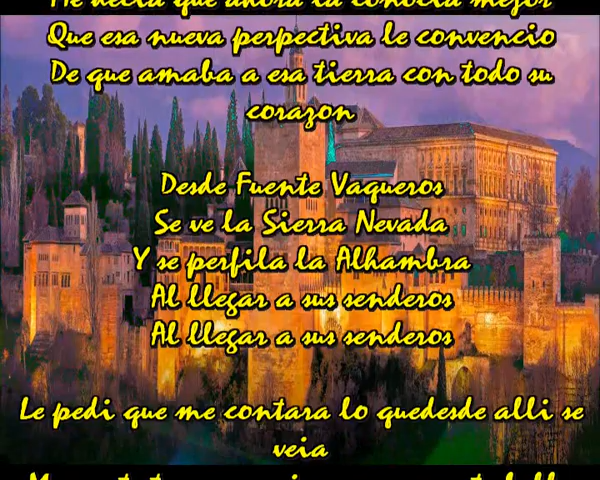 Me decia que ahora la conocia mejor
Que esa nueva perpectiva le convencio
De que amaba a esa tierra con todo su
corazon
Desde Fuente Vaqueros
Se ve la Sierra Nevada
Y se perfila la Alhambra
Al llegar a sus senderos
Al llegar a sus senderos
Le pedi que me contara lo quedesde alli se
veia